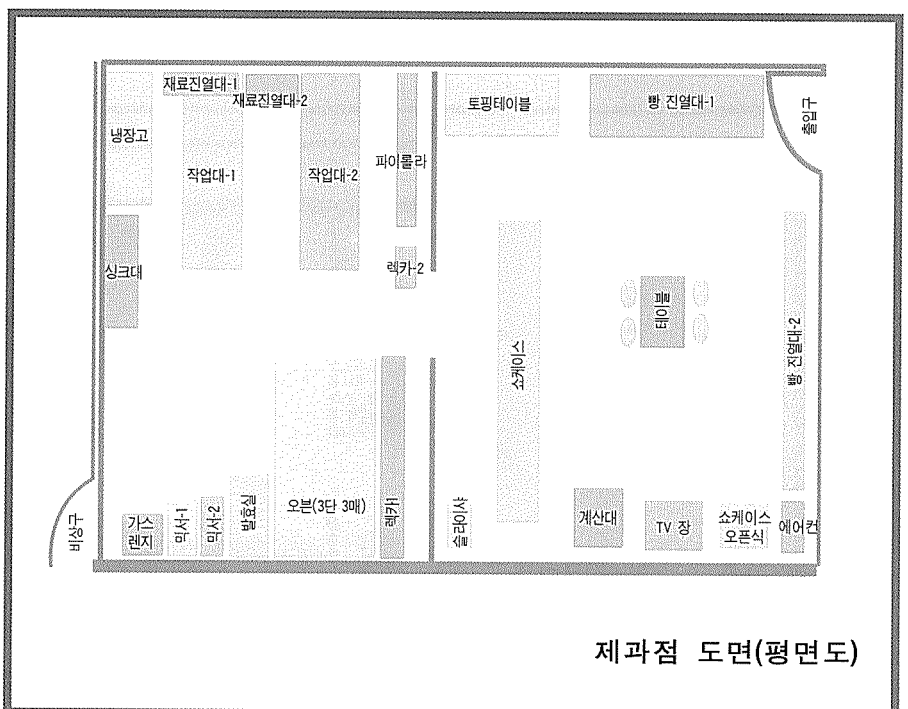 재료진열대-1
재료진열대-2
냉장고
작업대-1
작업대-2
파이롤라
토핑테이블
빵 진열대-1
출입구
싱크대
렉카-2
쇼케이스
테이블
빵 진열대-2
비상구
가스
렌지
믹서-1
믹서-2
발효실
오븐(3단 3매)
렉카1
슬라이사
계산대
TV 장
쇼케이스
오픈식
에어컨
제과점 도면(평면도)